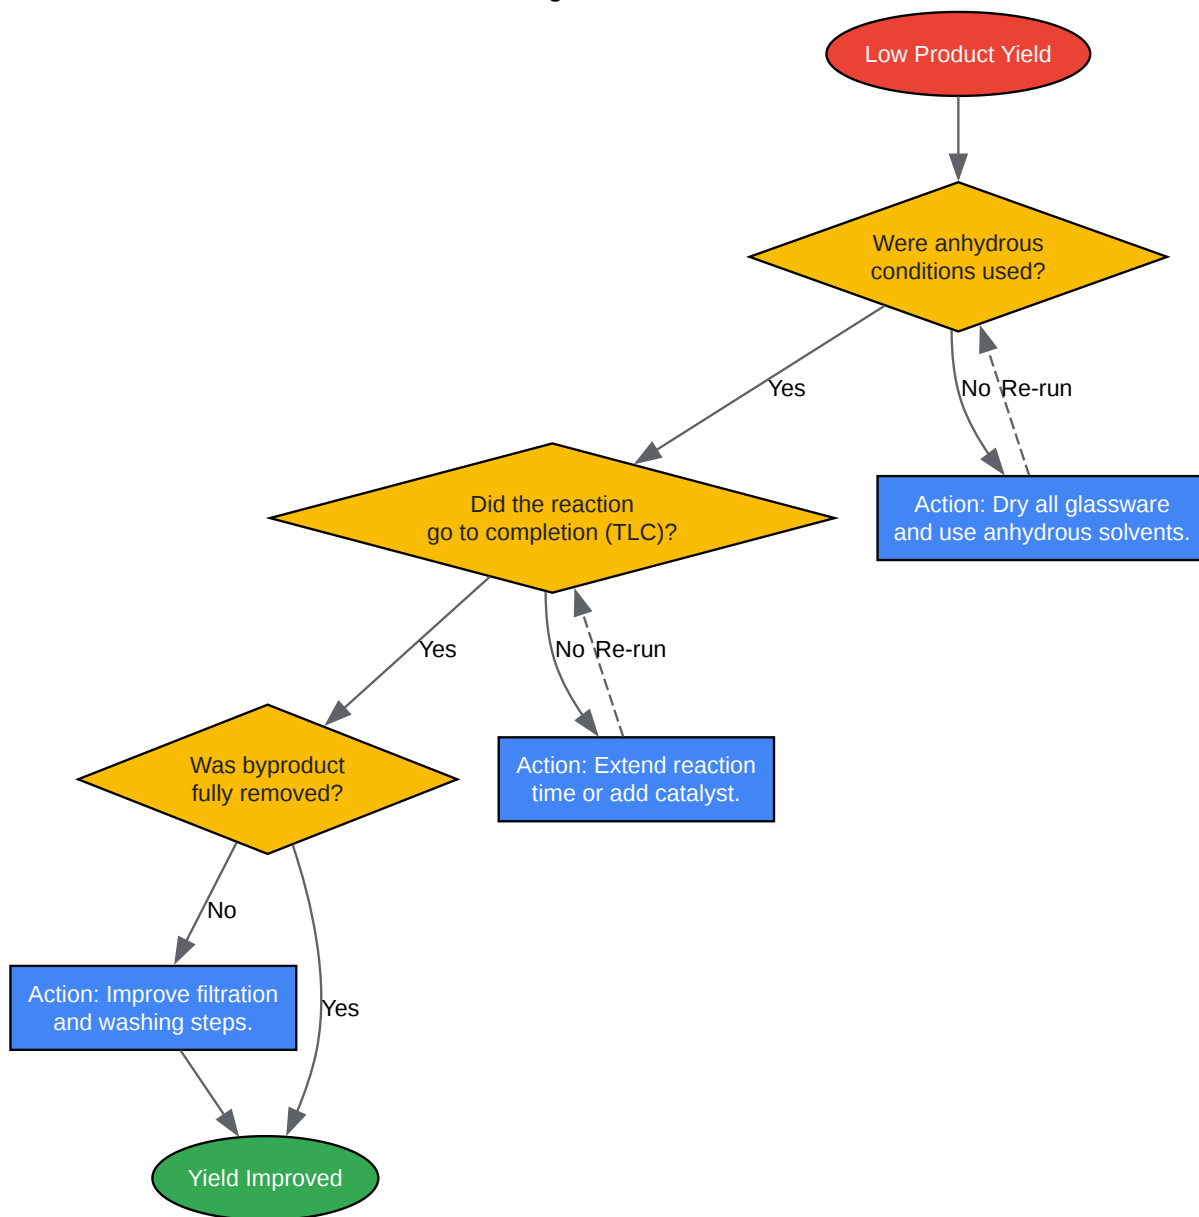 Low Product Yield
Were anhydrous
conditions used?
Yes
No
Re-run
Action: Dry all glassware
and use anhydrous solvents.
Did the reaction
go to completion (TLC)?
Yes
No
Re-run
Action: Extend reaction
time or add catalyst.
Was byproduct
fully removed?
No
Yes
Action: Improve filtration
and washing steps.
Yield Improved